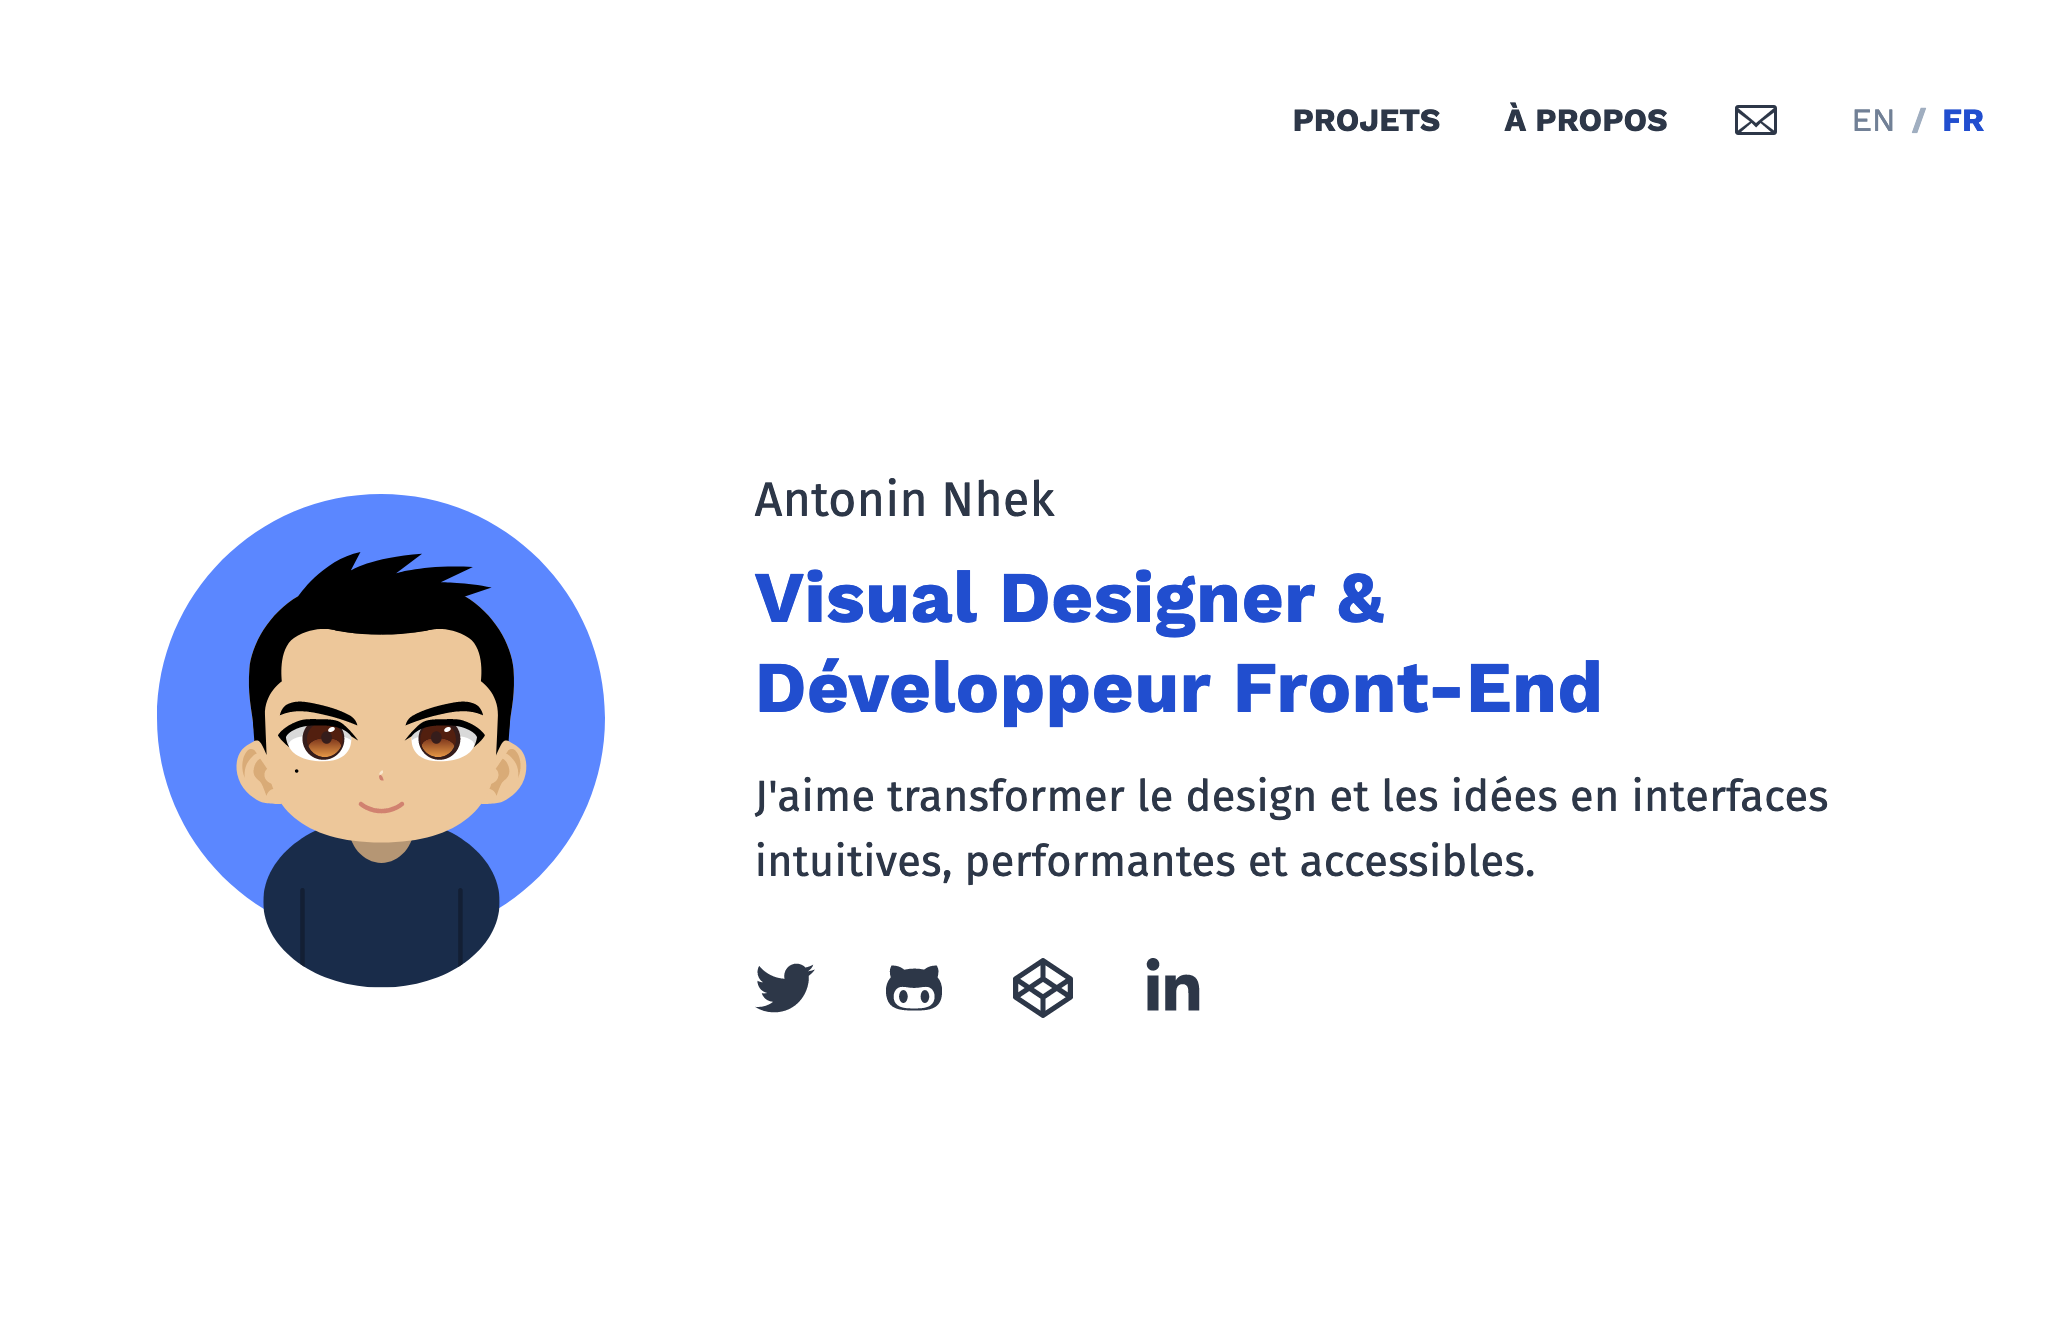 PROJETS À PROPOS EN / FR
Antonin Nhek
Visual Designer &
Développeur Front-End
J'aime transformer le design et les idées en interfaces
intuitives, performantes et accessibles.
in